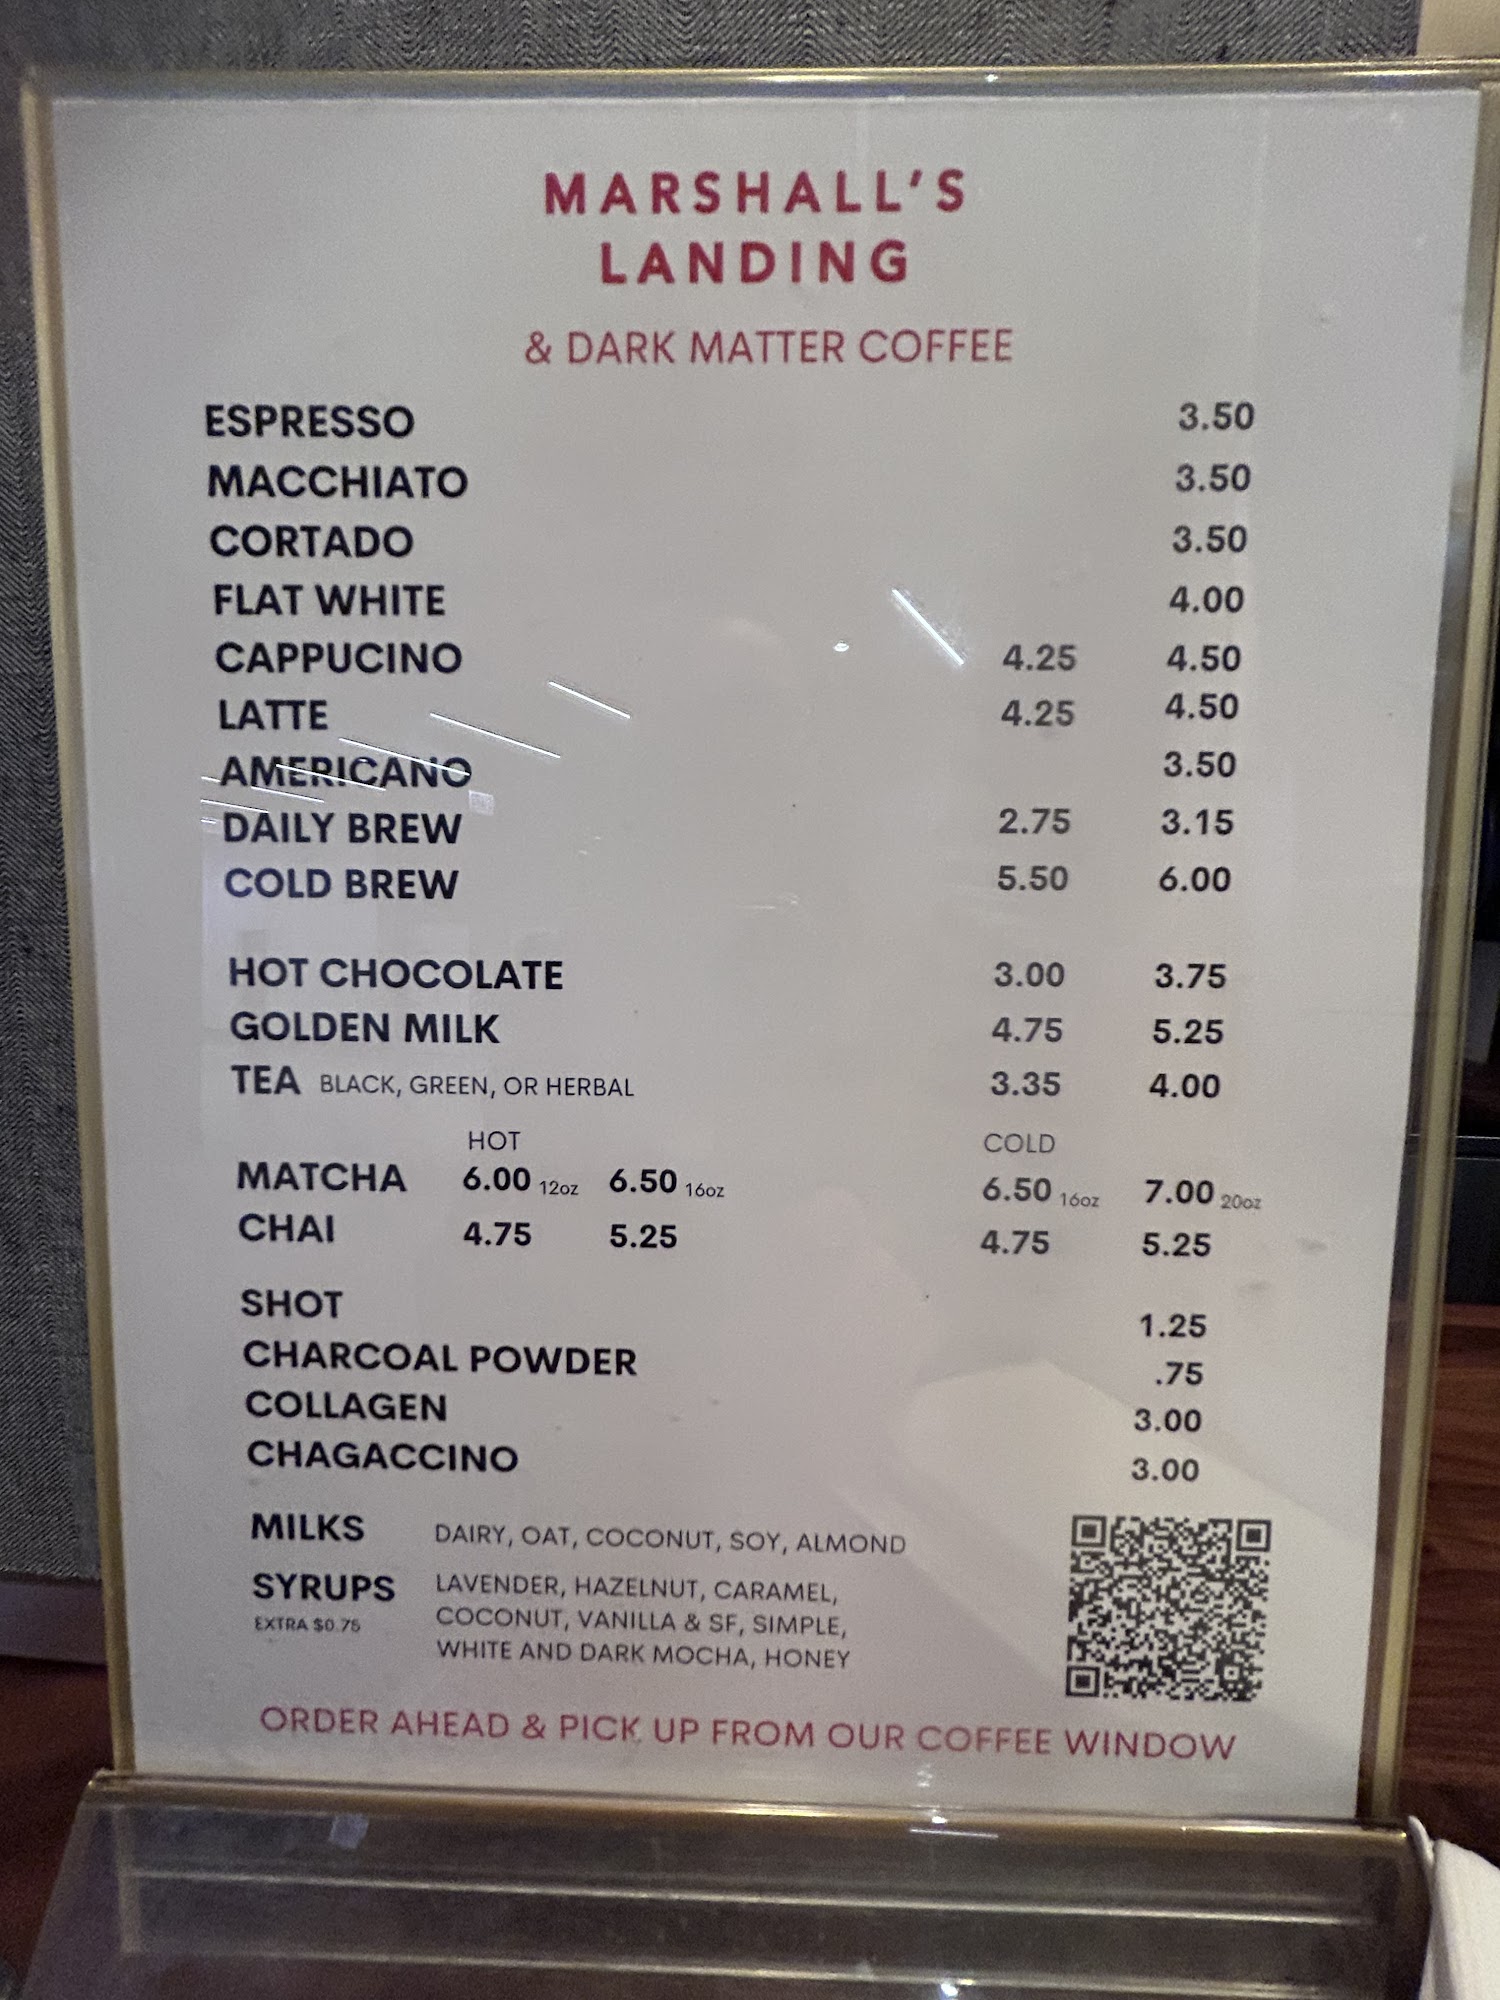 MARSHALL'S
LANDING
& DARK MATTER COFFEE
ESPRESSO 3.50
MACCHIATO 3.50
CORTADO 3.50
FLAT WHITE 4.00
CAPPUCINO 4.25 4.50
LATTE 4.25 4.50
AMERICANO 3.50
DAILY BREW 2.75 3.15
COLD BREW 5.50 6.00
HOT CHOCOLATE 3.00 3.75
GOLDEN MILK 4.75 5.25
TEA BLACK, GREEN, OR HERBAL 3.35 4.00
HOT COLD
MATCHA 6.00 12oz 6.50 16oz 6.50 16oz 7.00 20oz
CHAI 4.75 5.25 4.75 5.25
SHOT 1.25
CHARCOAL POWDER .75
COLLAGEN 3.00
CHAGACCINO 3.00
MILKS DAIRY, OAT, COCONUT, SOY, ALMOND
SYRUPS LAVENDER, HAZELNUT, CARAMEL,
EXTRA $0.75 COCONUT, VANILLA & SF, SIMPLE,
WHITE AND DARK MOCHA, HONEY
ORDER AHEAD & PICK UP FROM OUR COFFEE WINDOW